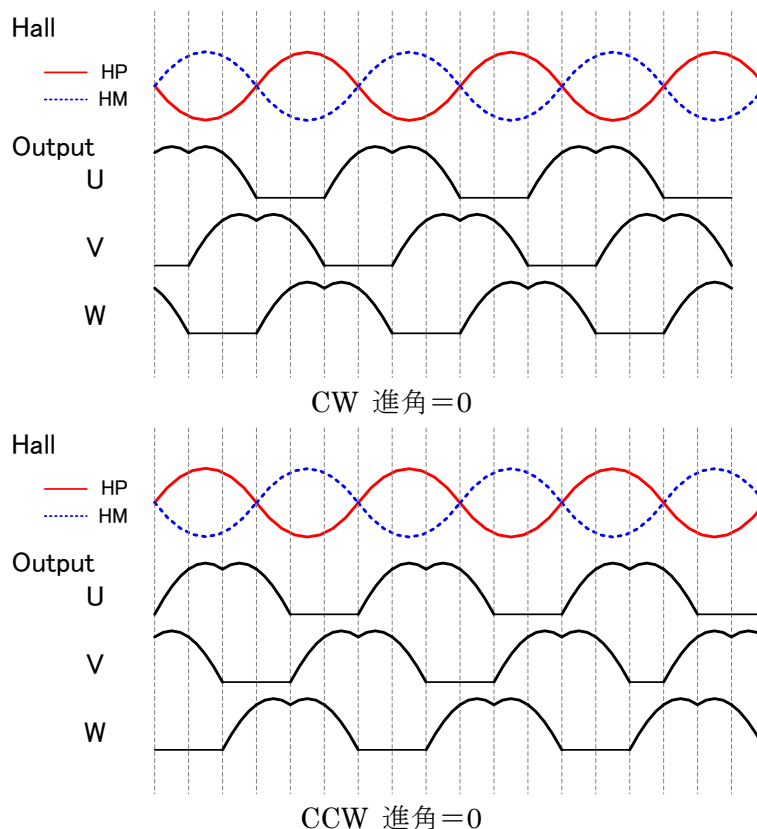 Hall
HP
HM
Output
U
V
W
CW 進角＝0
Hall
HP
HM
Output
U
V
W
CCW 進角＝0